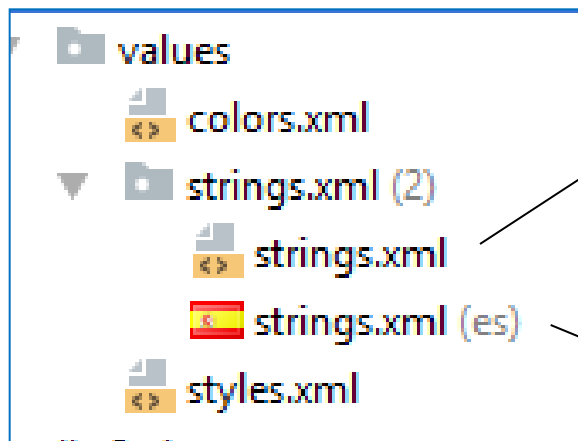 values
colors.xml
strings.xml (2)
strings.xml
strings.xml (es)
styles.xml